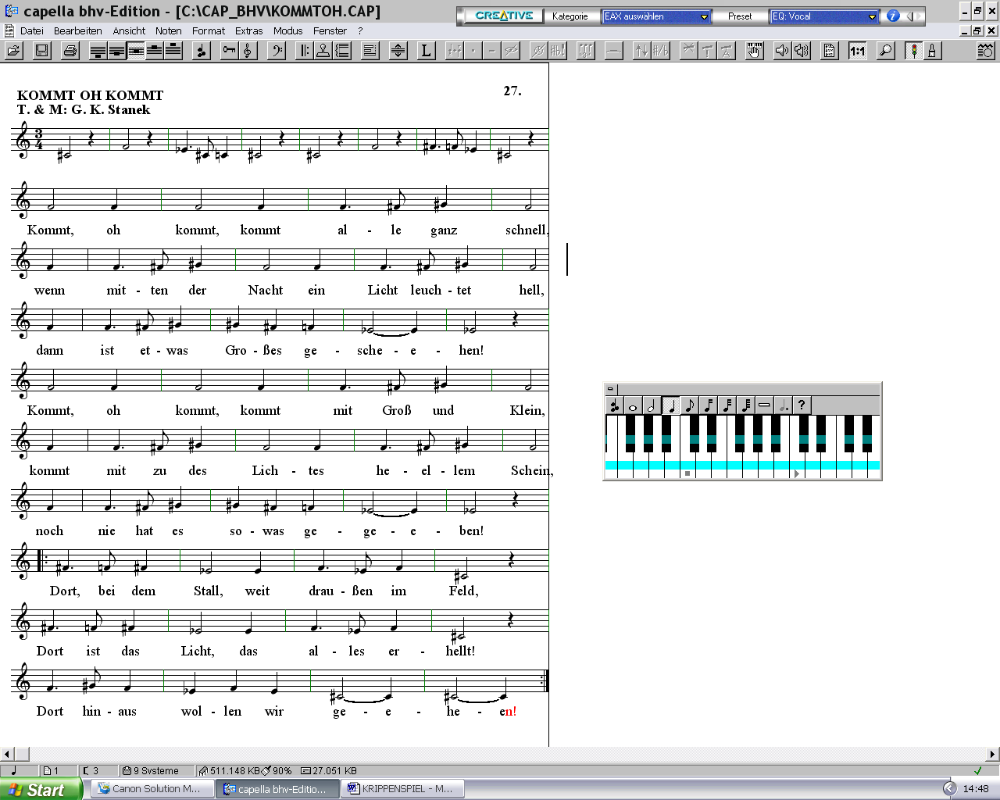 capella bhv-Edition - [C:\CAP_BHV\KOMMTOH.CAP]
CREATIVE Kategorie EAX auswählen Preset EQ: Vocal
Datei Bearbeiten Ansicht Noten Format Extras Modus Fenster ?
L 1:1
27.
KOMMT OH KOMMT
T. & M: G. K. Stanek
3
4
Kommt, oh kommt, kommt al - le ganz schnell,
wenn mit - ten der Nacht ein Licht leuch - tet hell,
dann ist et - was Gro - ßes ge - sche - e - hen!
Kommt, oh kommt, kommt mit Groß und Klein,
?
kommt mit zu des Lich - tes he - el - lem Schein,
noch nie hat es so - was ge - ge - e - ben!
Dort, bei dem Stall, weit drau - ßen im Feld,
Dort ist das Licht, das al - les er - hellt!
Dort hin - aus wol - len wir ge - e - he - en!
1 3 9 Systeme 511.148 KB 90% 27.051 KB
Start Canon Solution M... capella bhv-Editio... KRIPPENSPIEL - M... 14:48